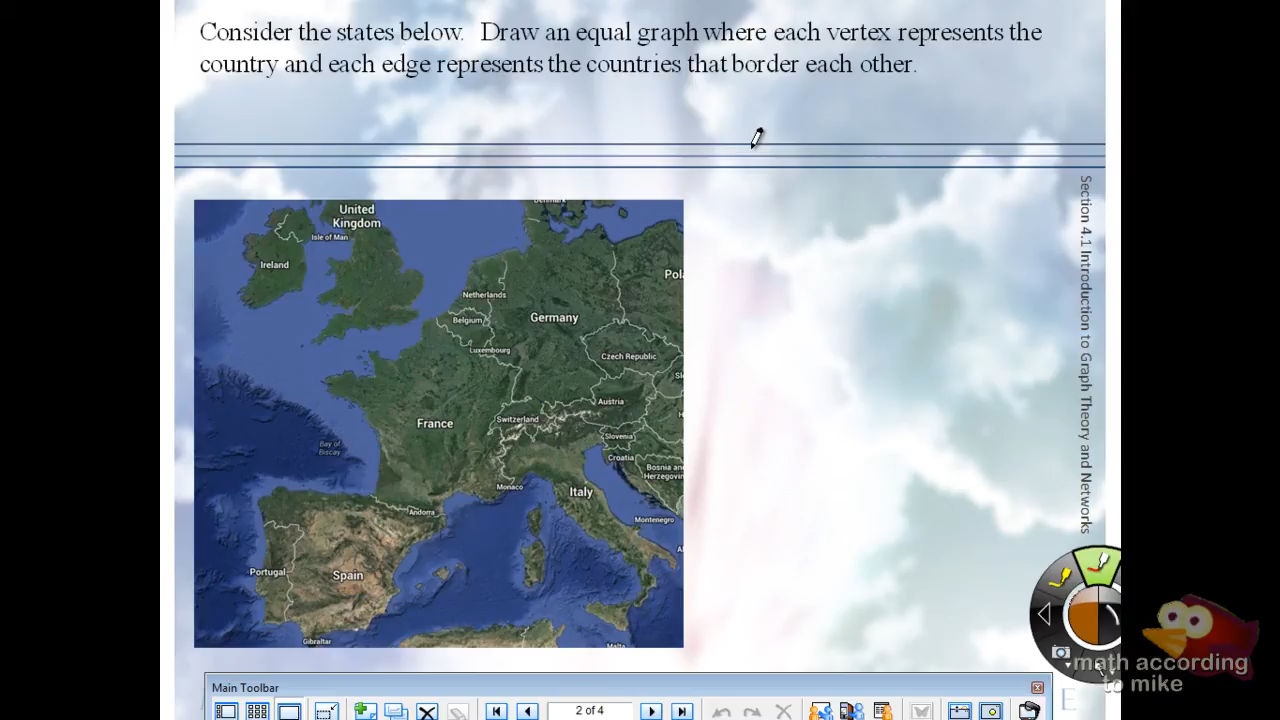 Consider the states below. Draw an equal graph where each vertex represents the
country and each edge represents the countries that border each other.
Section 4.1 Introduction to Graph Theory and Networks
Denmark
United
Kingdom
Isle of Man
Ireland
Pola
Netherlands
Germany
Belgium
Luxembourg
Czech Republic
Slo
Austria
H
Switzerland
France
Slovenia
Croatia
Bay of
Biscay
Bosnia and
Herzegovin
Monaco
Italy
Andorra
Montenegro
A
Portugal
Spain
Gibraltar
Malta
math according
to mike
Main Toolbar
2 of 4
E